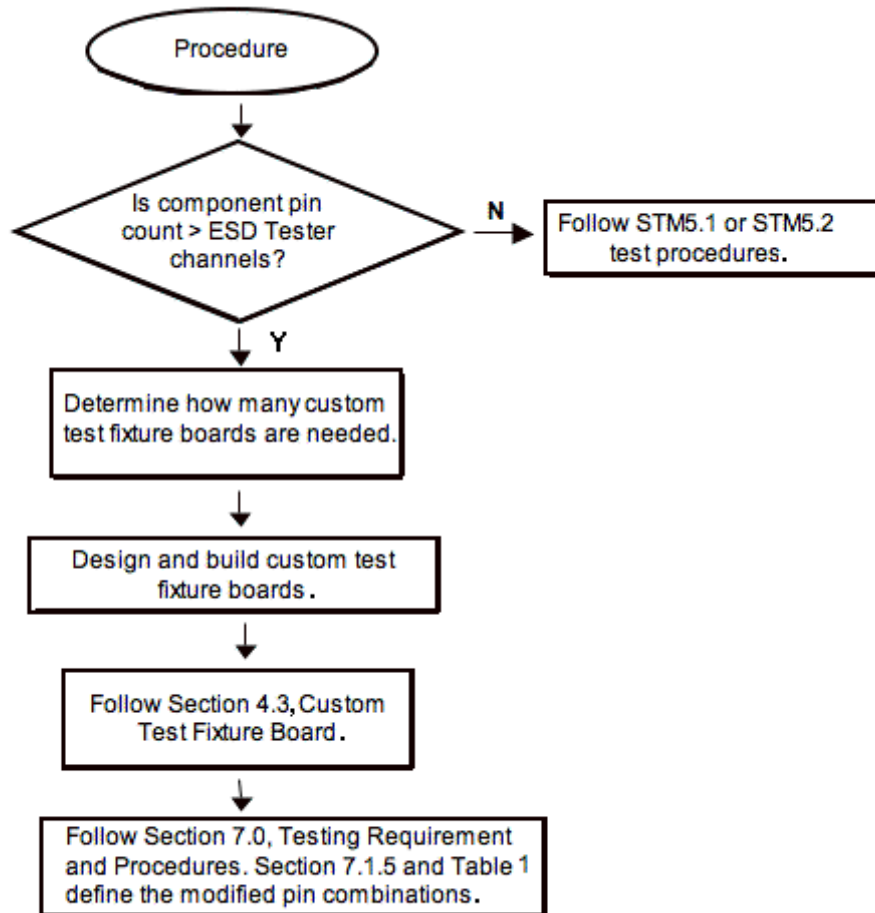 Procedure
Is component pin
count > ESD Tester
channels?
N
Follow STM5.1 or STM5.2
test procedures.
Y
Determine how many custom
test fixture boards are needed.
Design and build custom test
fixture boards.
Follow Section 4.3, Custom
Test Fixture Board.
Follow Section 7.0, Testing Requirement
and Procedures. Section 7.1.5 and Table 1
define the modified pin combinations.